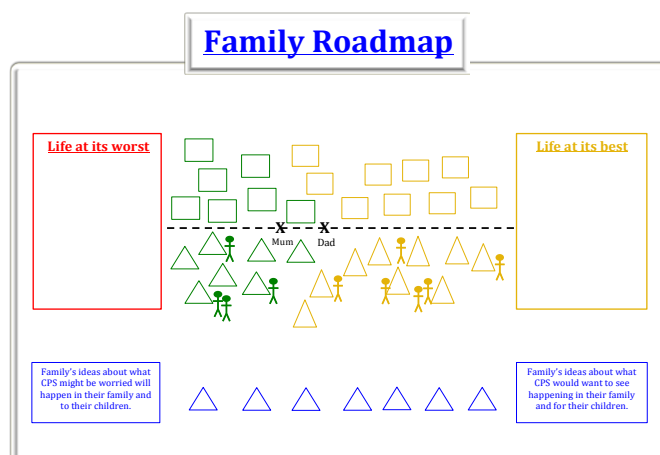 Family Roadmap
Life at its worst
Life at its best
X
X
Mum
Dad
Family's ideas about what
CPS might be worried will
happen in their family and
to their children.
Family's ideas about what
CPS would want to see
happening in their family
and for their children.